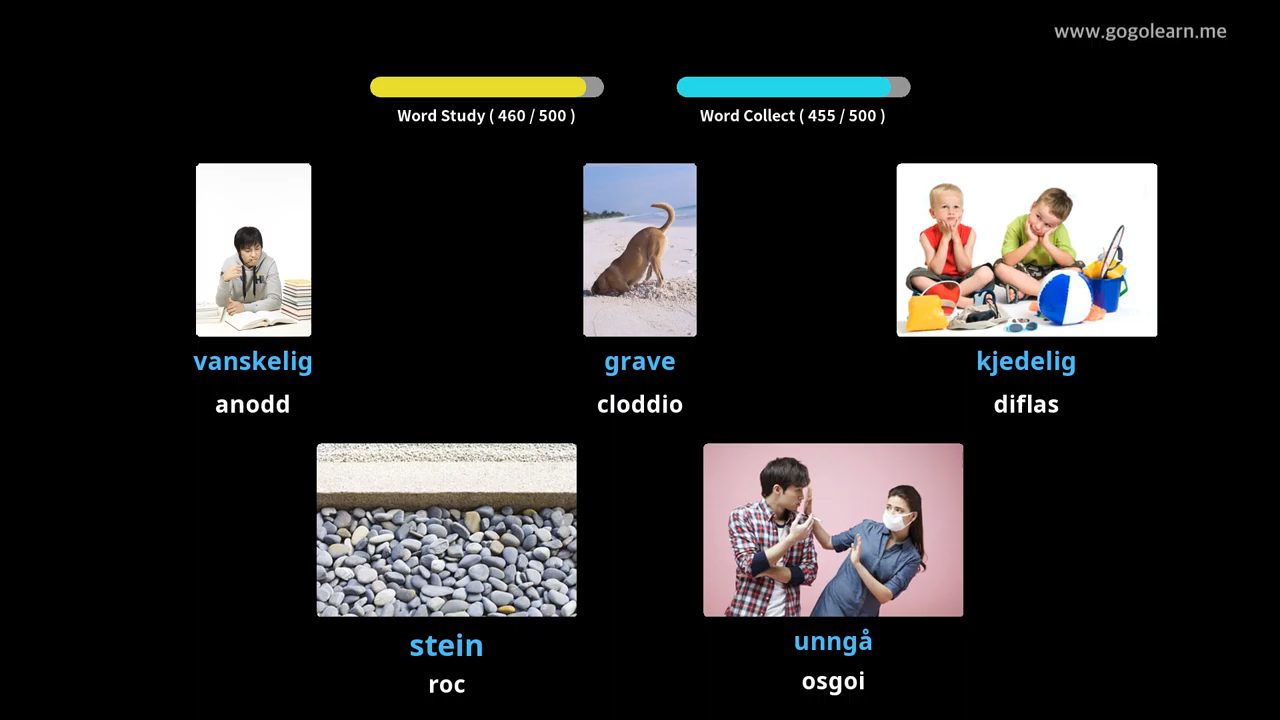 www.gogolearn.me
Word Study ( 460 / 500 )
Word Collect ( 455 / 500 )
vanskelig
anodd
grave
cloddio
kjedelig
diflas
stein
roc
unngå
osgoi